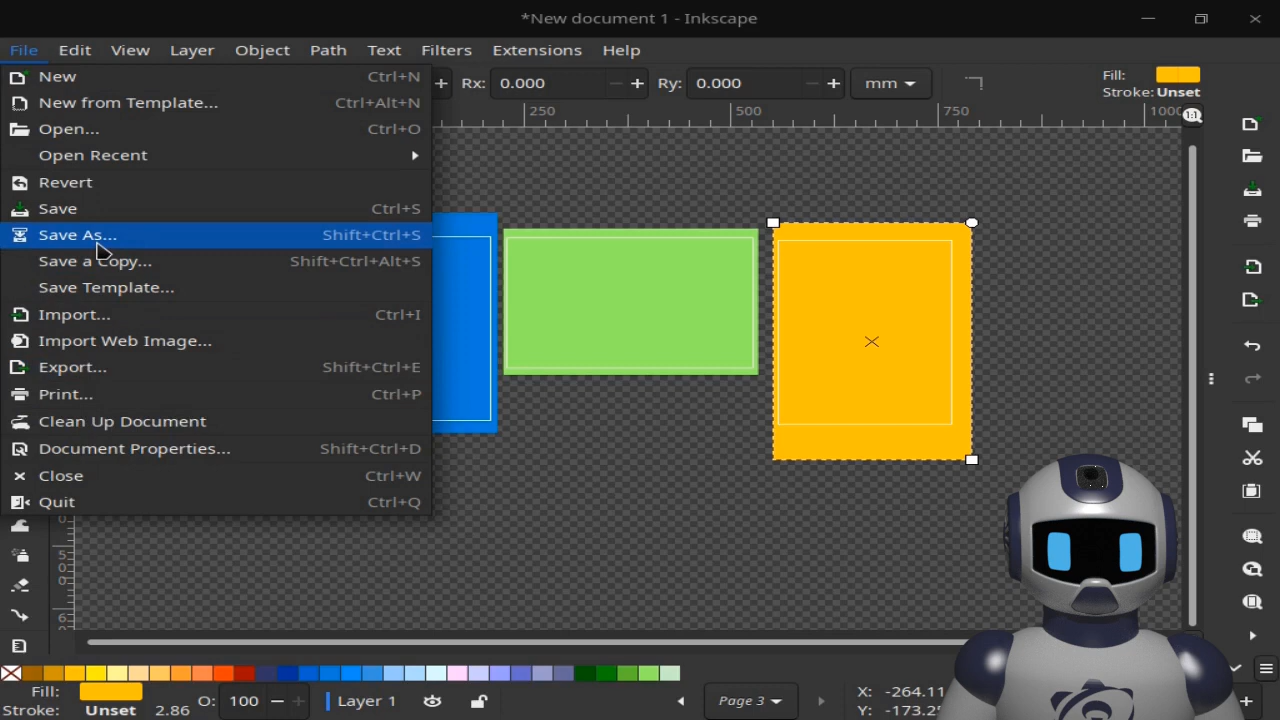 *New document 1 - Inkscape
File Edit View Layer Object Path Text Filters Extensions Help
New Ctrl+N
New from Template... Ctrl+Alt+N
Open... Ctrl+O
Open Recent
Revert
Save Ctrl+S
Save As... Shift+Ctrl+S
Save a Copy... Shift+Ctrl+Alt+S
Save Template...
Import... Ctrl+I
Import Web Image...
Export... Shift+Ctrl+E
Print... Ctrl+P
Clean Up Document
Document Properties... Shift+Ctrl+D
Close Ctrl+W
Quit Ctrl+Q
Rx: 0.000 Ry: 0.000 mm
Fill:
Stroke: Unset
250 500 750 1000
1:1
Fill:
Stroke: Unset 2.86
O: 100
Layer 1
Page 3
X: -264.11
Y: